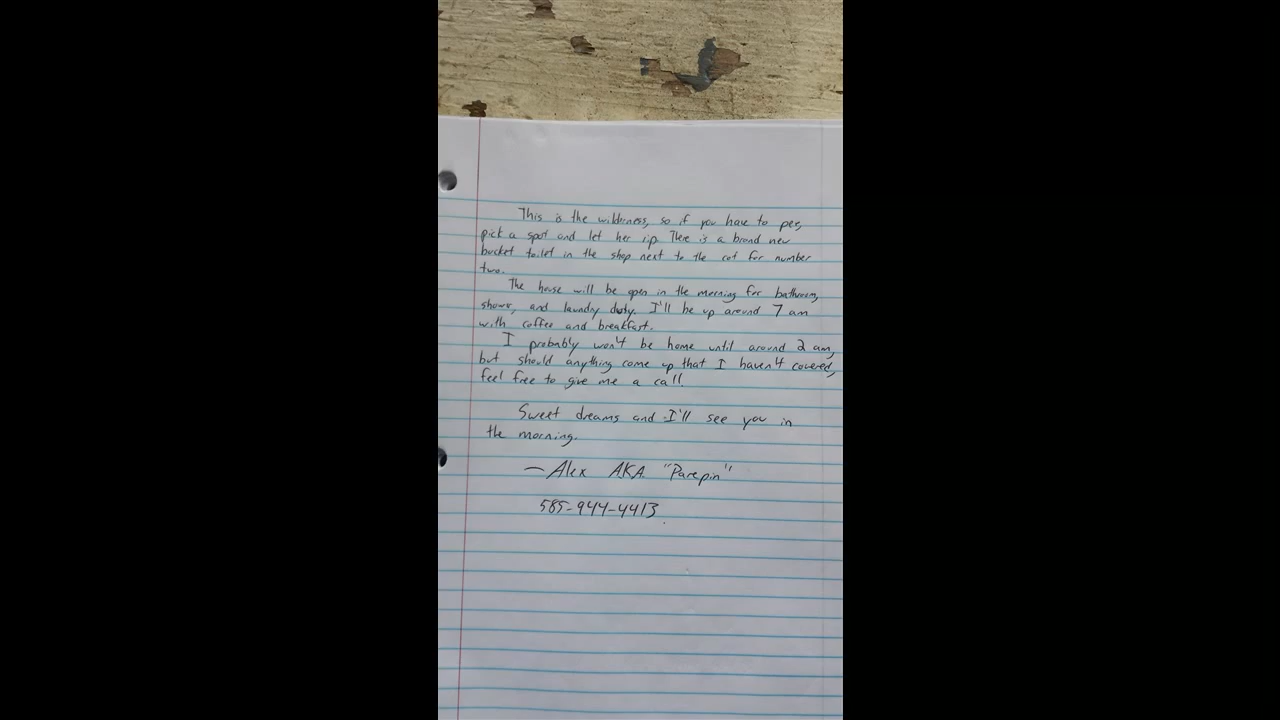 This is the wilderness, so if you have to pee,
pick a spot and let her rip. There is a brand new
bucket toilet in the shop next to the cot for number
two.
The house will be open in the morning for bathroom,
shower, and laundry duty. I'll be up around 7 am
with coffee and breakfast.
I probably won't be home until around 2 am,
but should anything come up that I haven't covered,
feel free to give me a call.
Sweet dreams and I'll see you in
the morning.
— Alex AKA "Parepin"
585-944-4413